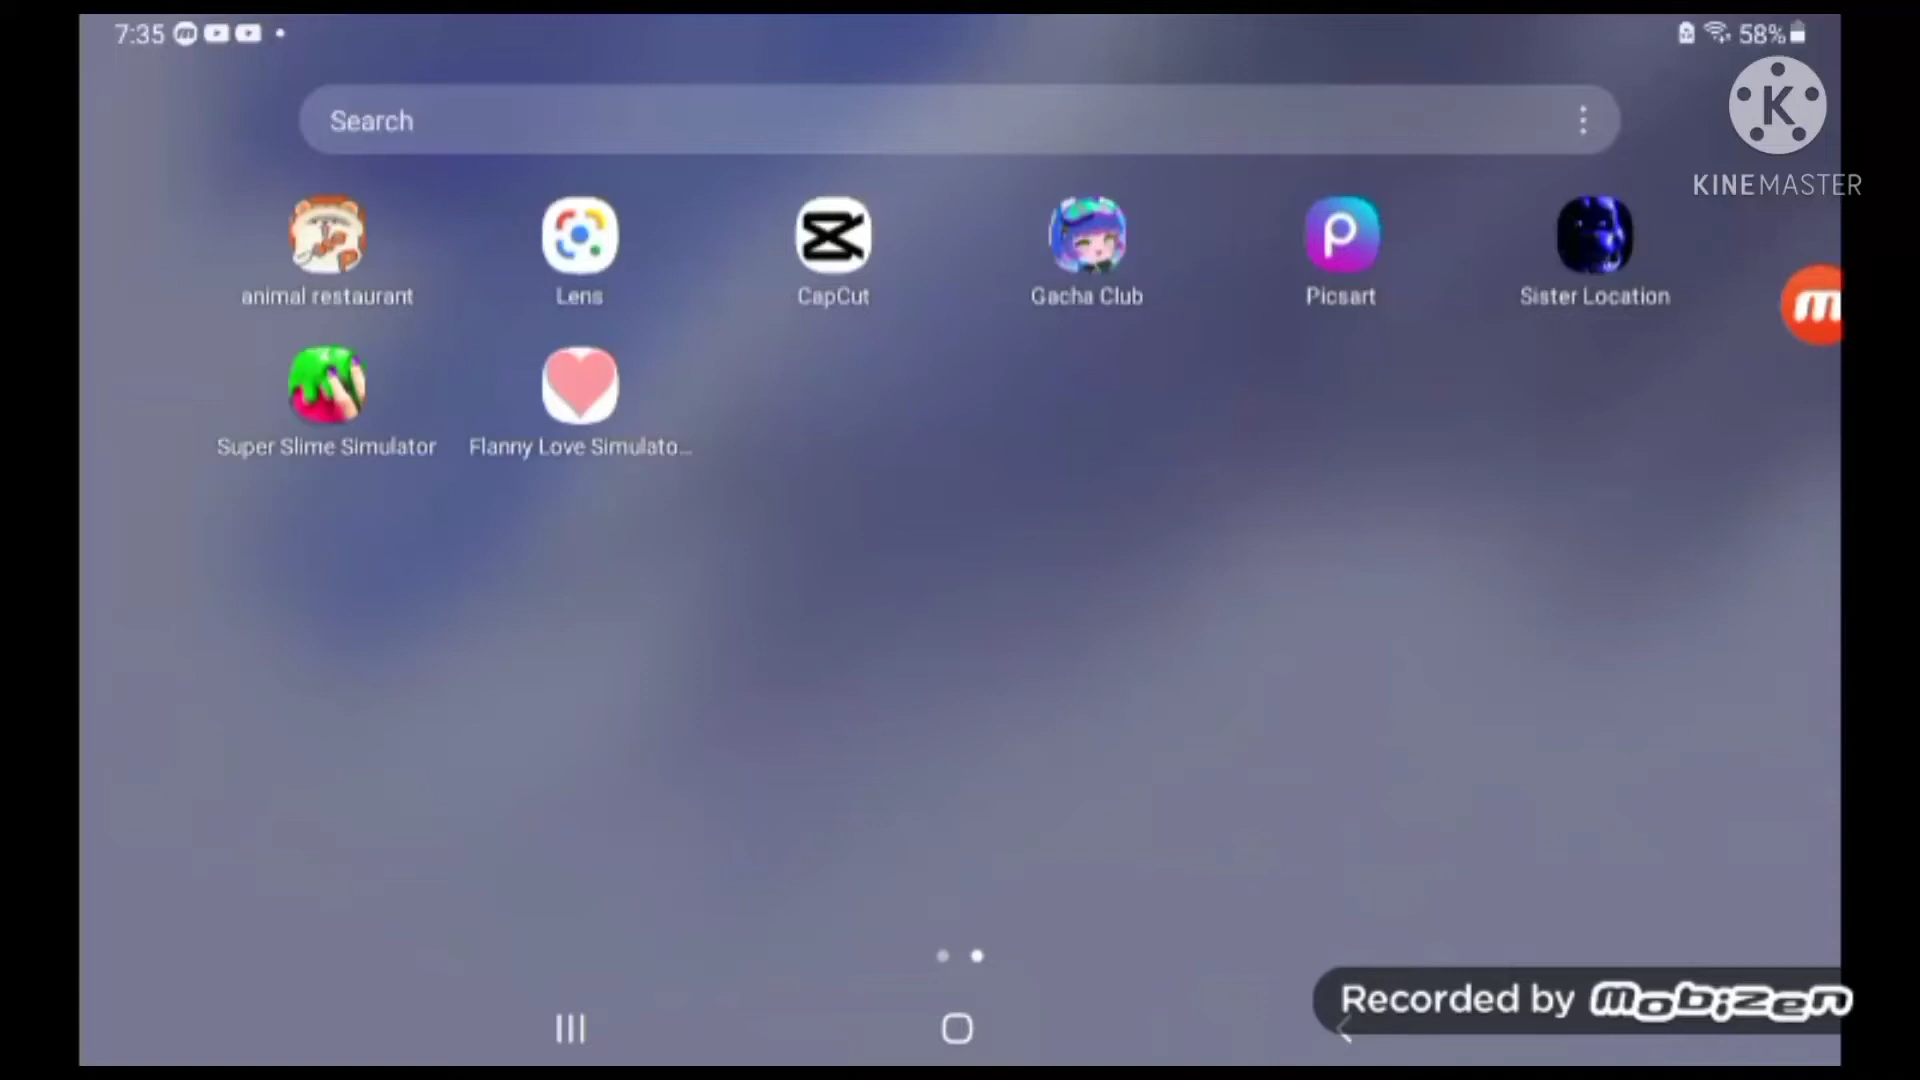 7:35
58%
Search
KINEMASTER
animal restaurant
Lens
CapCut
Gacha Club
Picsart
Sister Location
Super Slime Simulator
Flanny Love Simulato...
Recorded by mobizen